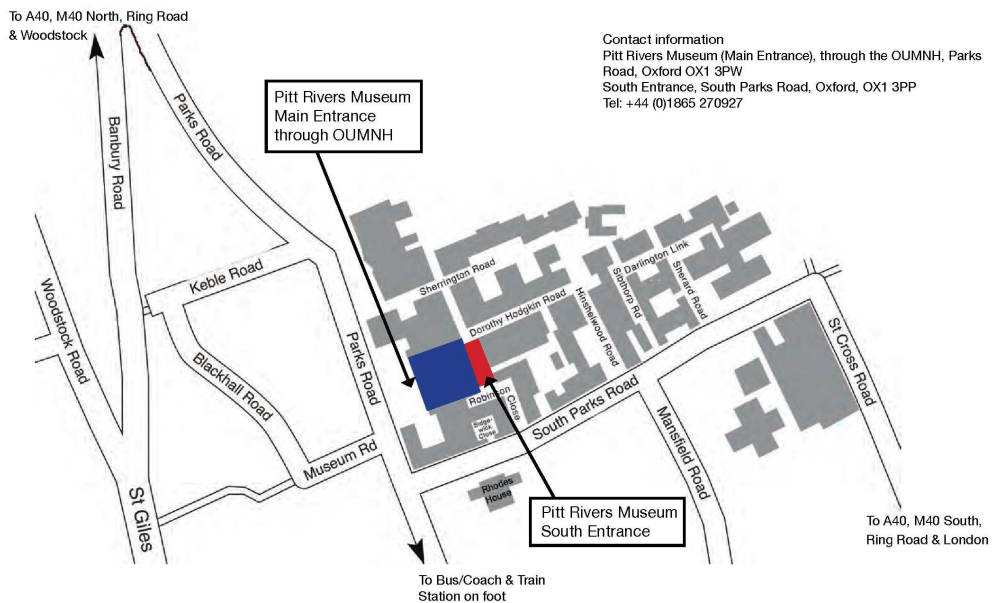 To A40, M40 North, Ring Road
& Woodstock
Contact information
Pitt Rivers Museum (Main Entrance), through the OUMNH, Parks
Road, Oxford OX1 3PW
South Entrance, South Parks Road, Oxford, OX1 3PP
Tel: +44 (0)1865 270927
Pitt Rivers Museum
Main Entrance
through OUMNH
Parks Road
Banbury Road
Keble Road
Woodstock Road
Blackhall Road
Parks Road
Museum Rd
St Giles
Sherrington Road
Dorothy Hodgkin Road
Hinshelwood Road
Sibthorp Rd
Darlington Link
Sherard Road
Robinson
Close
Sidge-
wick
Close
South Parks Road
Mansfield Road
St Cross Road
Rhodes
House
Pitt Rivers Museum
South Entrance
To A40, M40 South,
Ring Road & London
To Bus/Coach & Train
Station on foot